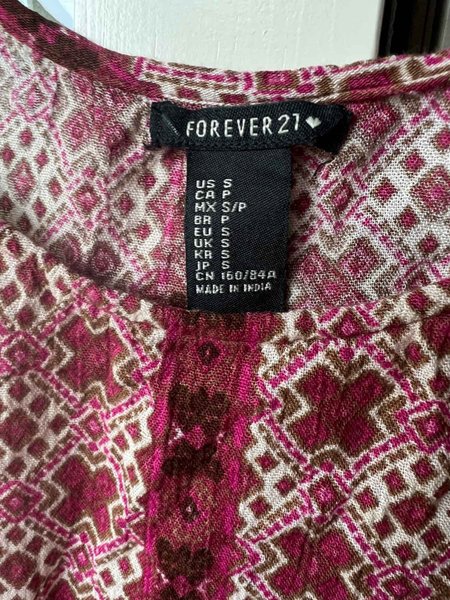 FOREVER 21
US S
CA P
MX S/P
BR P
EU S
UK S
KR S
JP S
CN 160/84A
MADE IN INDIA